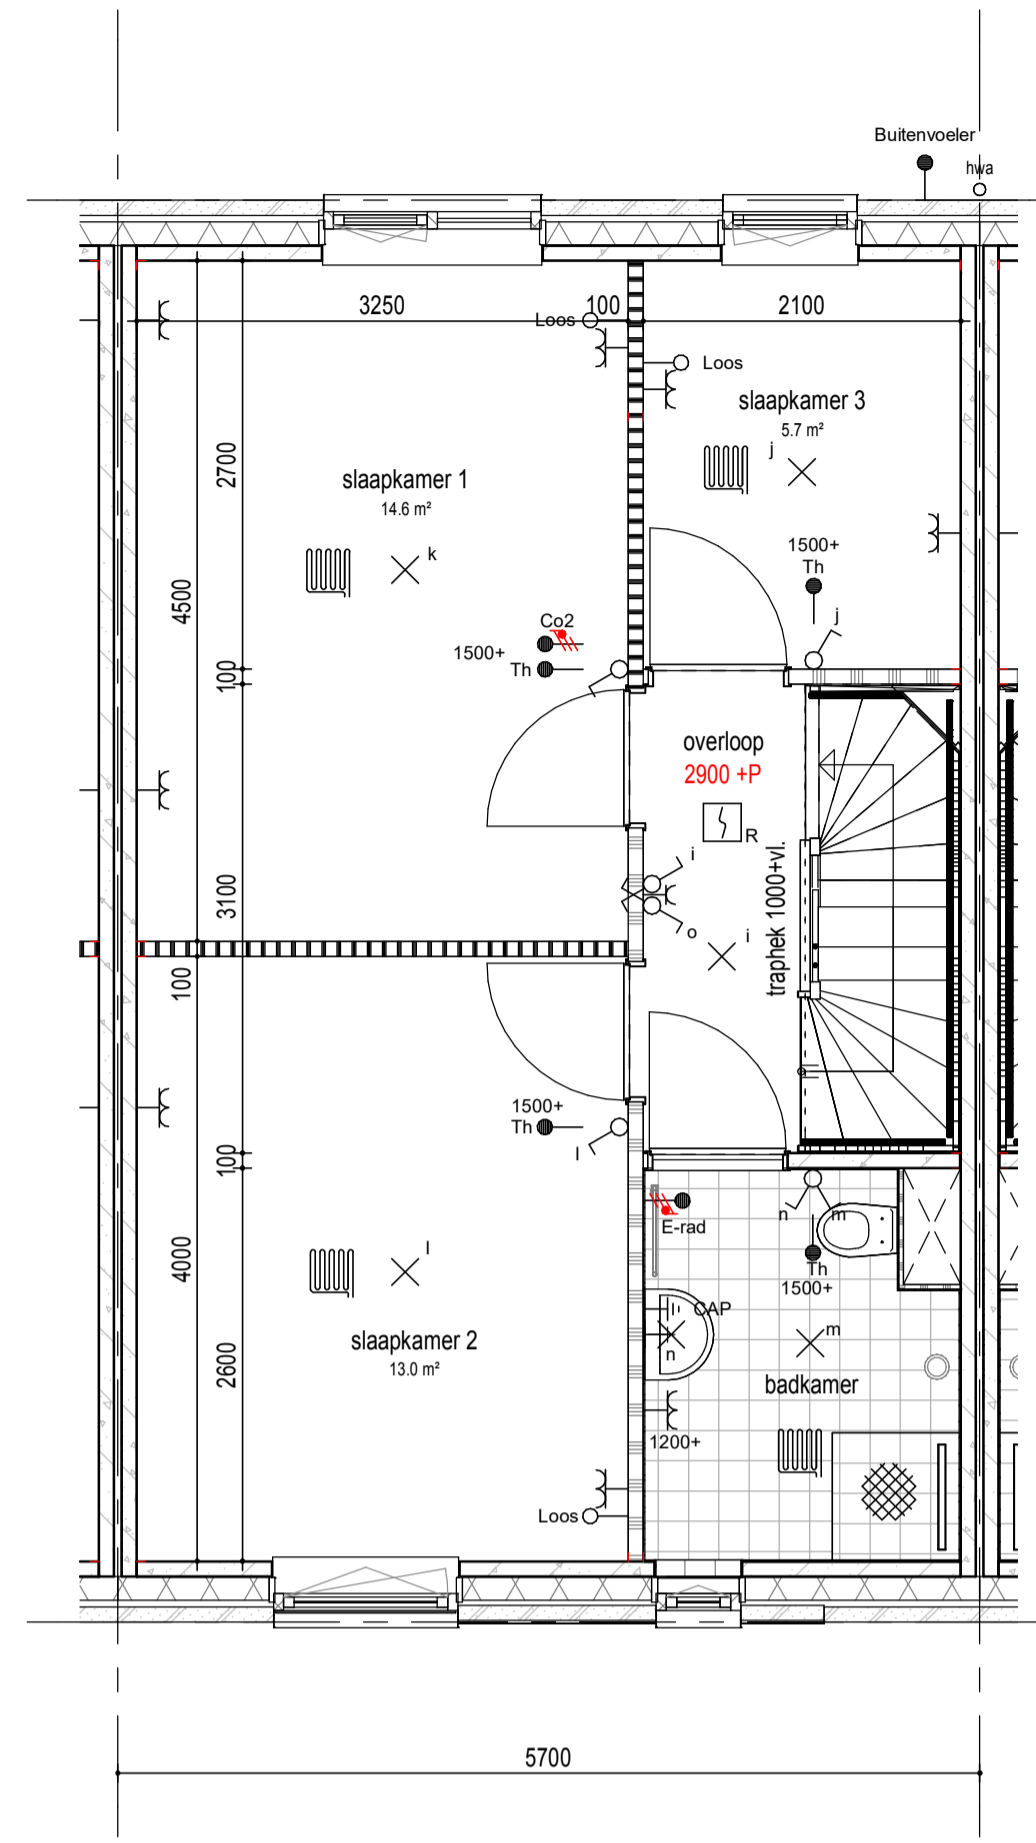 Buitenvoeler
hwa
3250
100
2100
Loos
Loos
slaapkamer 3
5.7 m²
j
2700
slaapkamer 1
14.6 m²
k
1500+
Th
j
4500
Co2
1500+
Th
100
overloop
2900 +P
R
traphek 1000+vl.
i
o
i
3100
100
1500+
Th
l
100
n
m
E-rad
Th
1500+
4000
l
CAP
n
m
slaapkamer 2
13.0 m²
2600
badkamer
1200+
Loos
5700